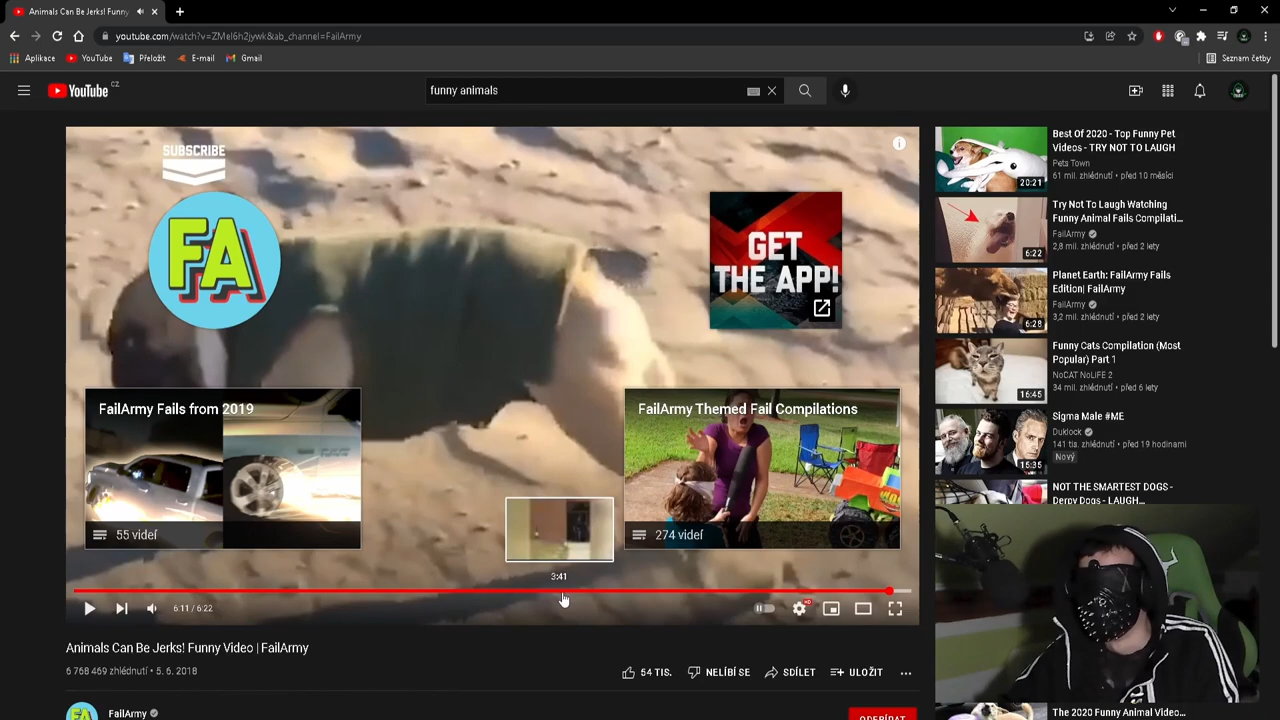 Animals Can Be Jerks! Funny
youtube.com/watch?v=ZMel6h2jywk&ab_channel=FailArmy
Aplikace
YouTube
Přeložit
E-mail
Gmail
Seznam četby
YouTube CZ
funny animals
SUBSCRIBE
FA
GET
THE APP!
FailArmy Fails from 2019
55 videí
FailArmy Themed Fail Compilations
274 videí
3:41
6:11 / 6:22
HD
Animals Can Be Jerks! Funny Video | FailArmy
6 768 469 zhlédnutí • 5. 6. 2018
54 TIS.
NELÍBÍ SE
SDÍLET
ULOŽIT
FailArmy
ODEBÍRAT
Best Of 2020 - Top Funny Pet
Videos - TRY NOT TO LAUGH
Pets Town
61 mil. zhlédnutí • před 10 měsíci
20:21
Try Not To Laugh Watching
Funny Animal Fails Compilati...
FailArmy
2,8 mil. zhlédnutí • před 2 lety
6:22
Planet Earth: FailArmy Fails
Edition| FailArmy
FailArmy
3,2 mil. zhlédnutí • před 2 lety
6:28
Funny Cats Compilation (Most
Popular) Part 1
NoCAT NoLiFE 2
34 mil. zhlédnutí • před 6 lety
16:45
Sigma Male #ME
Duklock
141 tis. zhlédnutí • před 19 hodinami
Nový
15:35
NOT THE SMARTEST DOGS -
Derpy Dogs - LAUGH...
The 2020 Funny Animal Video...